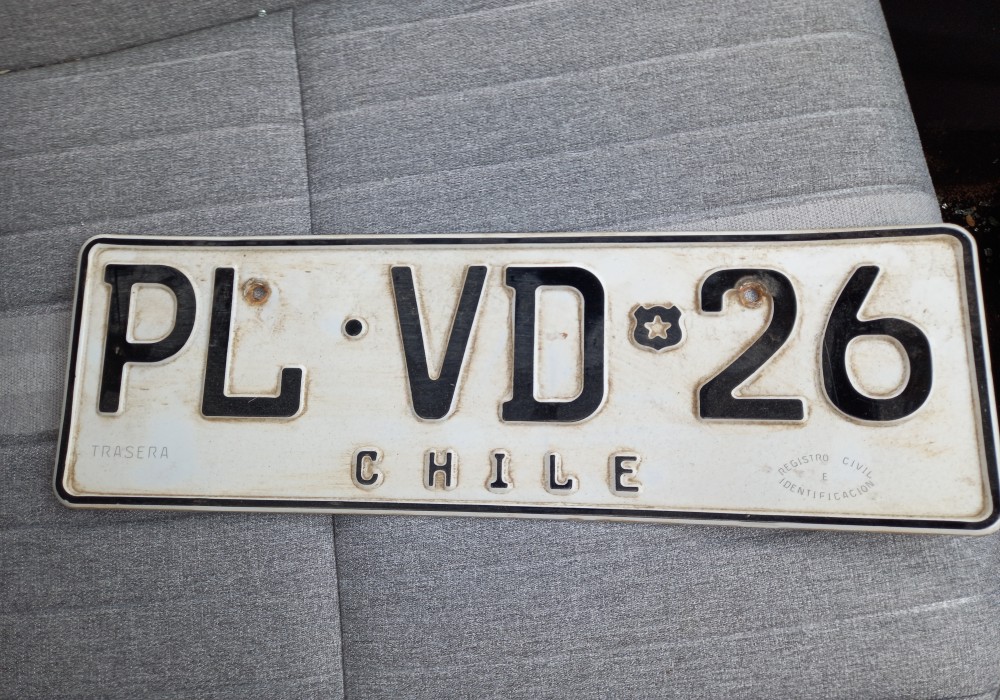 PL·VD 26
TRASERA
CHILE
REGISTRO CIVIL
E
IDENTIFICACION